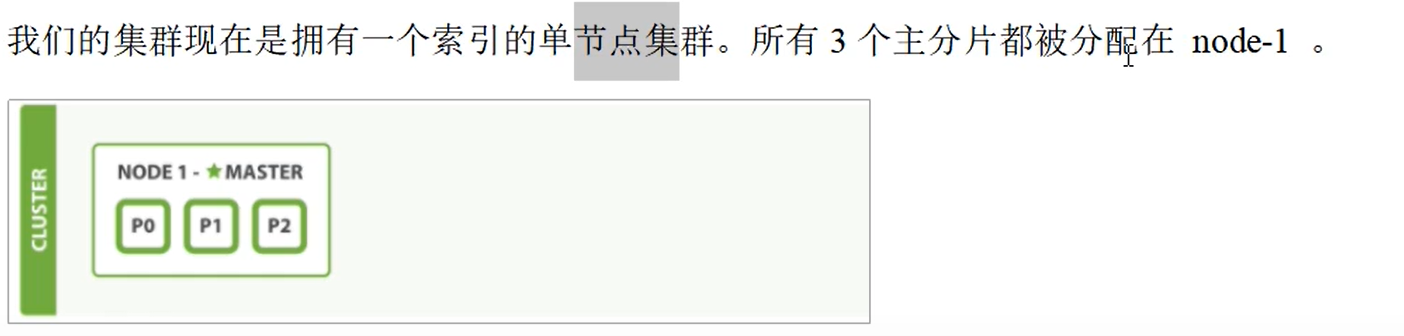 我们的集群现在是拥有一个索引的单节点集群。所有 3 个主分片都被分配在 node-1 。
CLUSTER
NODE 1 - ★ MASTER
P0 P1 P2